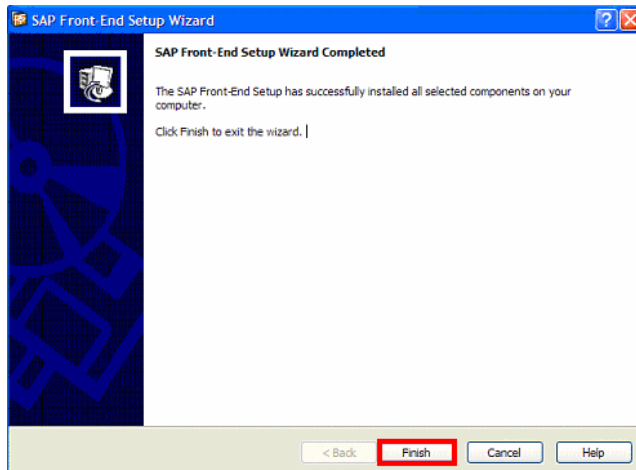 SAP Front-End Setup Wizard
SAP Front-End Setup Wizard Completed
The SAP Front-End Setup has successfully installed all selected components on your
computer.
Click Finish to exit the wizard.
< Back Finish Cancel Help